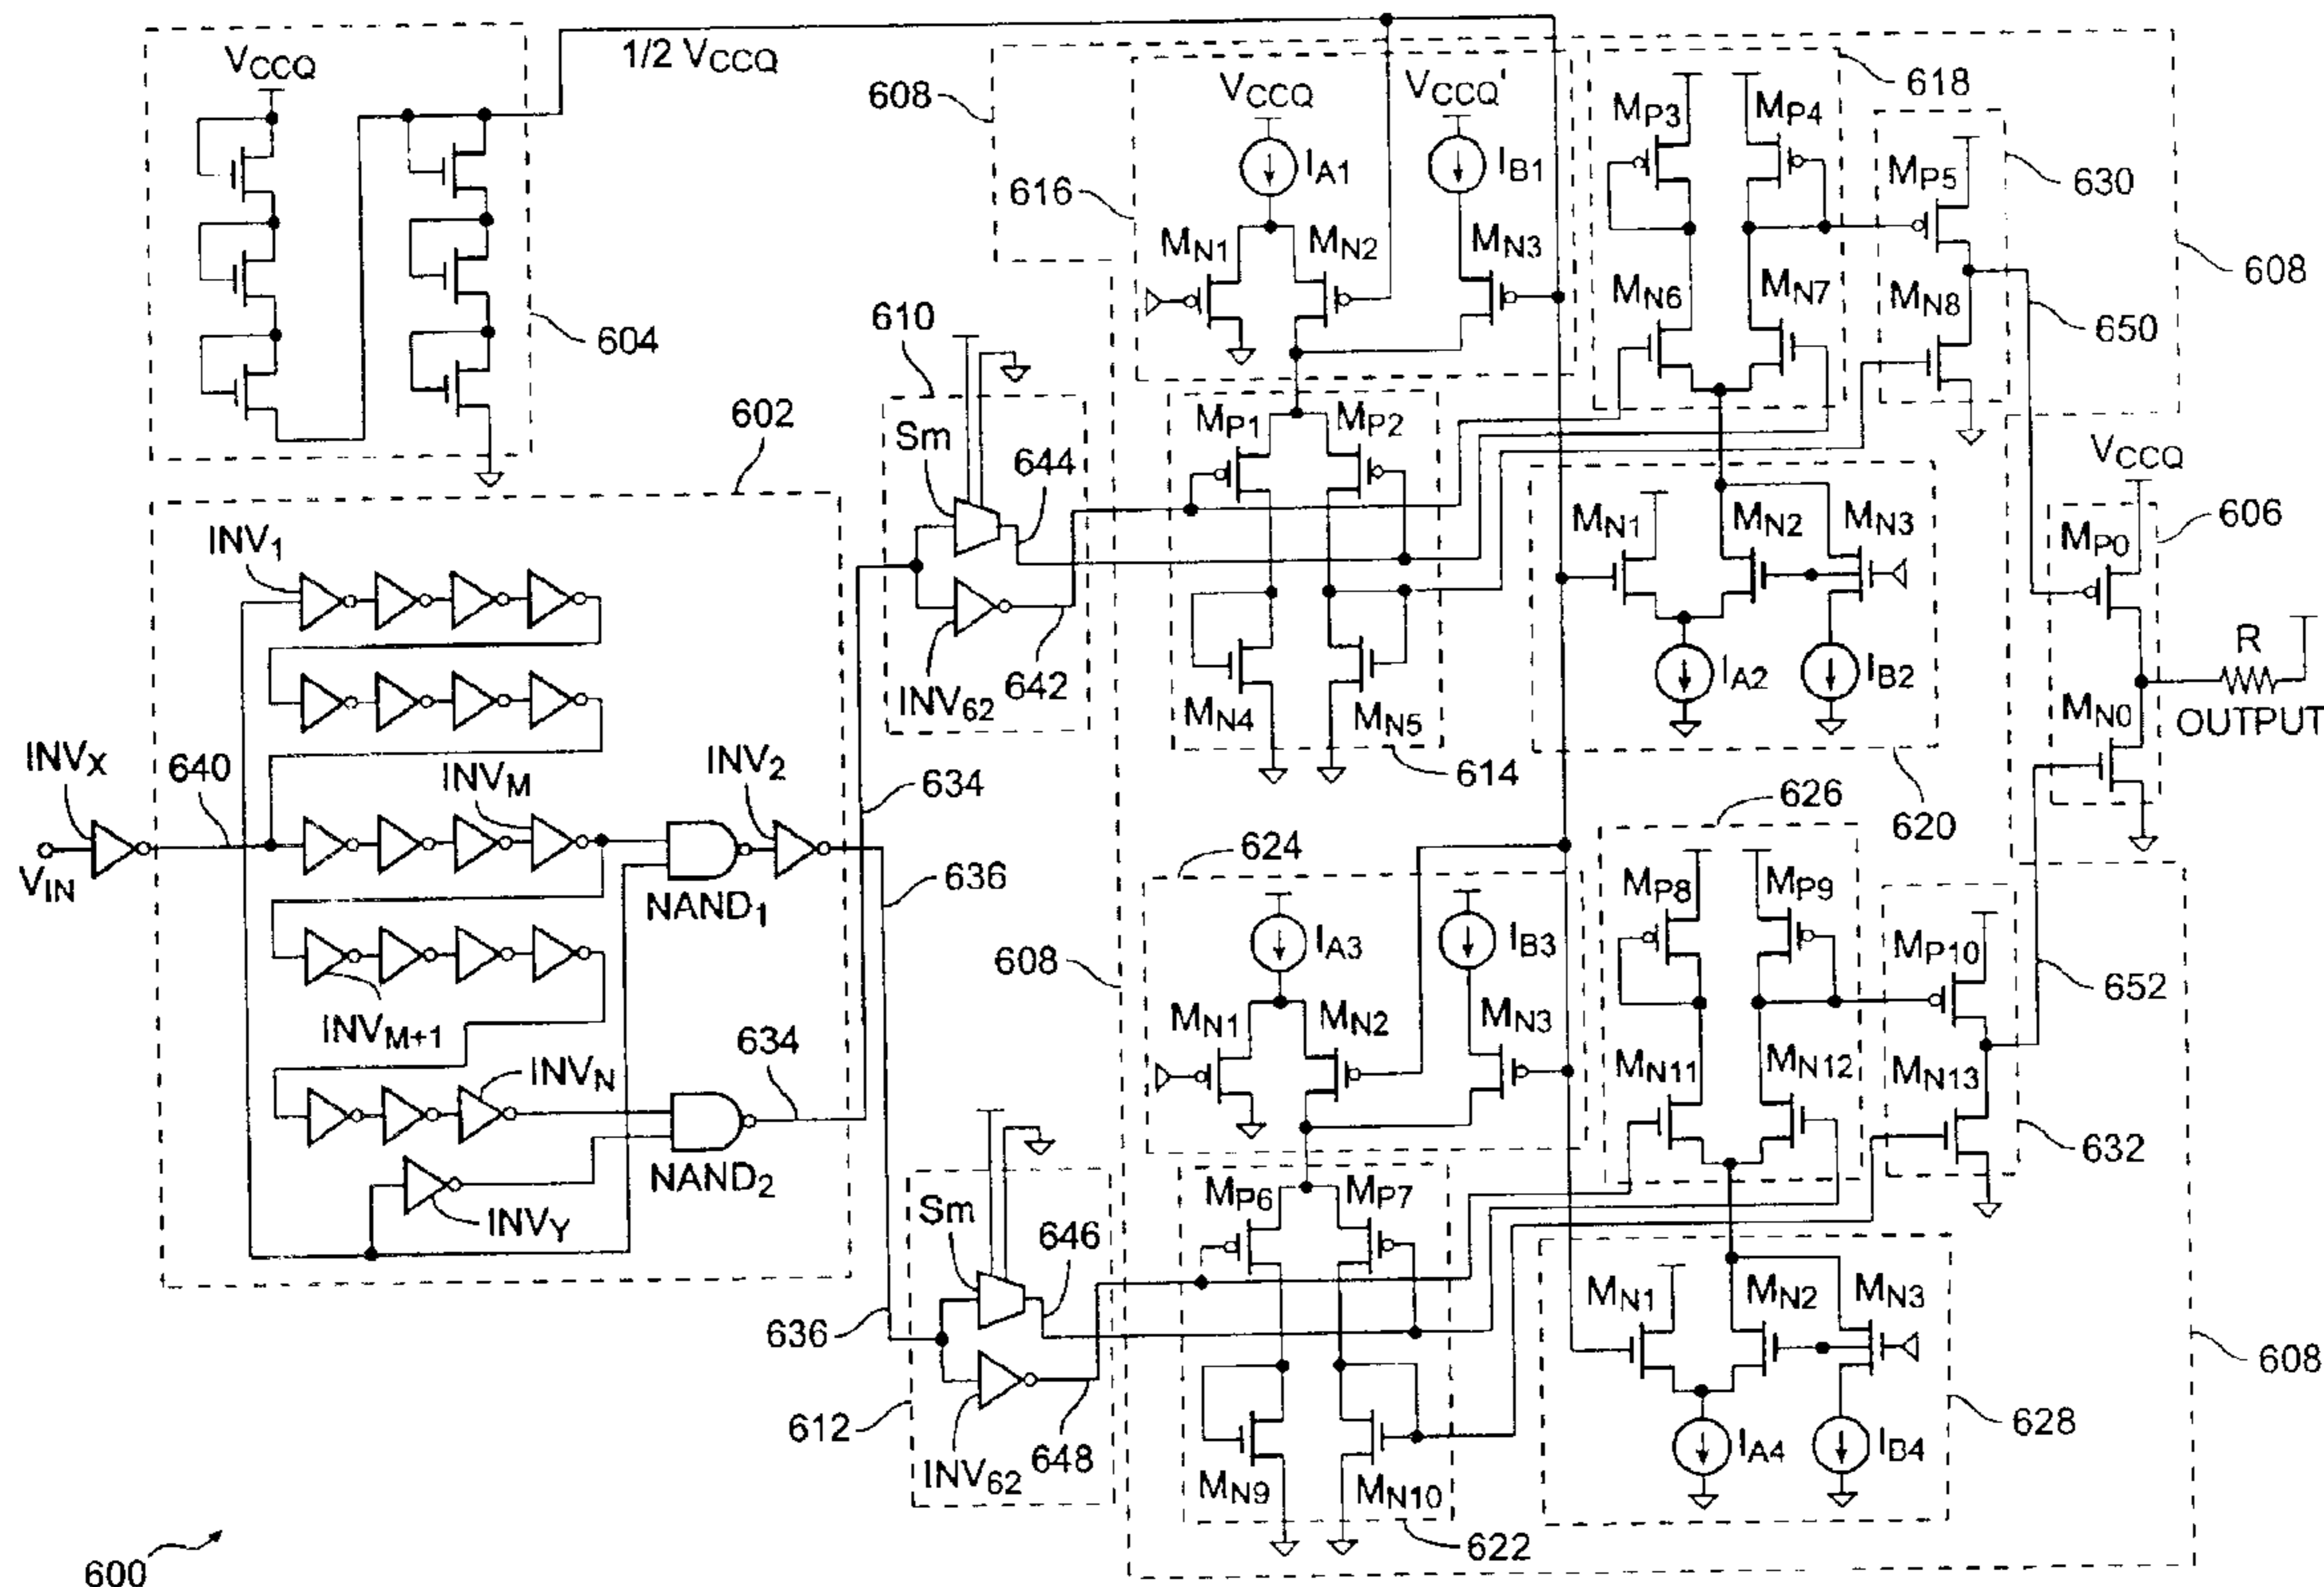 VCCQ
1/2 VCCQ
604
608
616
VCCQ
VCCQ'
IA1
IB1
MN1
MN2
MN3
618
MP3
MP4
MN6
MN7
630
MP5
MN8
608
650
602
610
Sm
644
INV62
642
MP1
MP2
MN4
MN5
614
MN1
MN2
MN3
IA2
IB2
620
VCCQ
606
MP0
MN0
R
OUTPUT
INV1
INVX
VIN
640
INVM
INV2
634
636
NAND1
INVM+1
INVN
634
NAND2
INVY
624
608
IA3
IB3
MN1
MN2
MN3
626
MP8
MP9
MN11
MN12
MP10
MN13
652
632
636
Sm
646
612
INV62
648
MP6
MP7
MN9
MN10
622
MN1
MN2
MN3
IA4
IB4
628
608
600